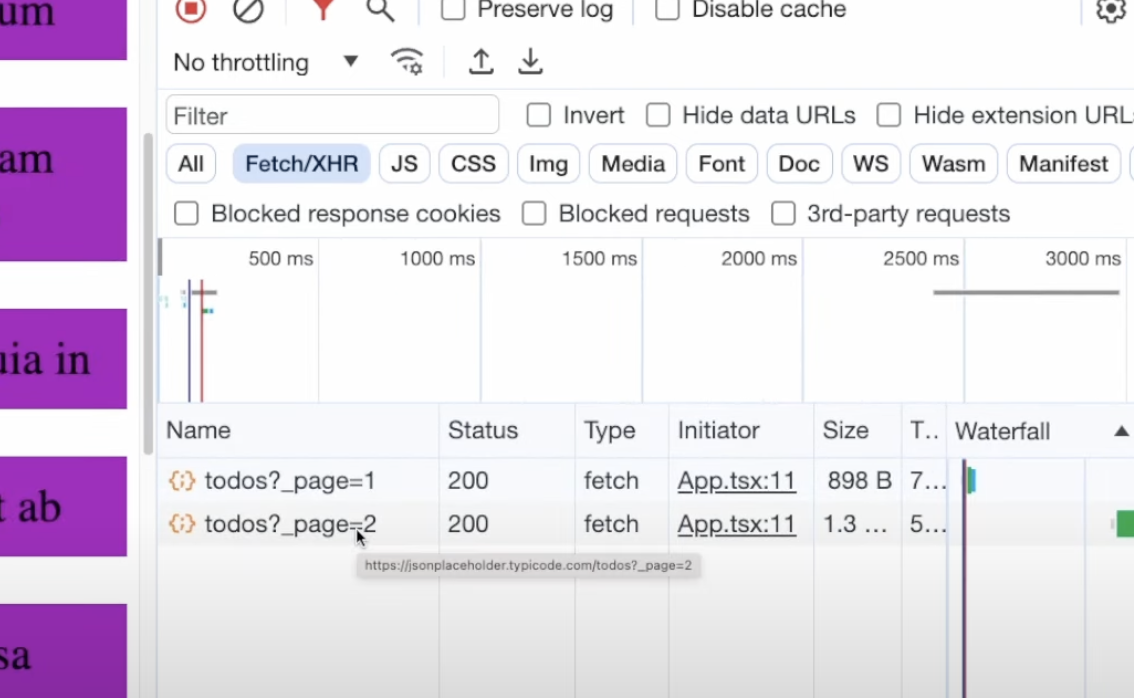 um
Preserve log
Disable cache
No throttling
Filter
Invert
Hide data URLs
Hide extension URL
All
Fetch/XHR
JS
CSS
Img
Media
Font
Doc
WS
Wasm
Manifest
am
Blocked response cookies
Blocked requests
3rd-party requests
500 ms
1000 ms
1500 ms
2000 ms
2500 ms
3000 ms
uia in
Name
Status
Type
Initiator
Size
T..
Waterfall
todos?_page=1
200
fetch
App.tsx:11
898 B
7...
t ab
todos?_page=2
200
fetch
App.tsx:11
1.3 ...
5...
https://jsonplaceholder.typicode.com/todos?_page=2
sa